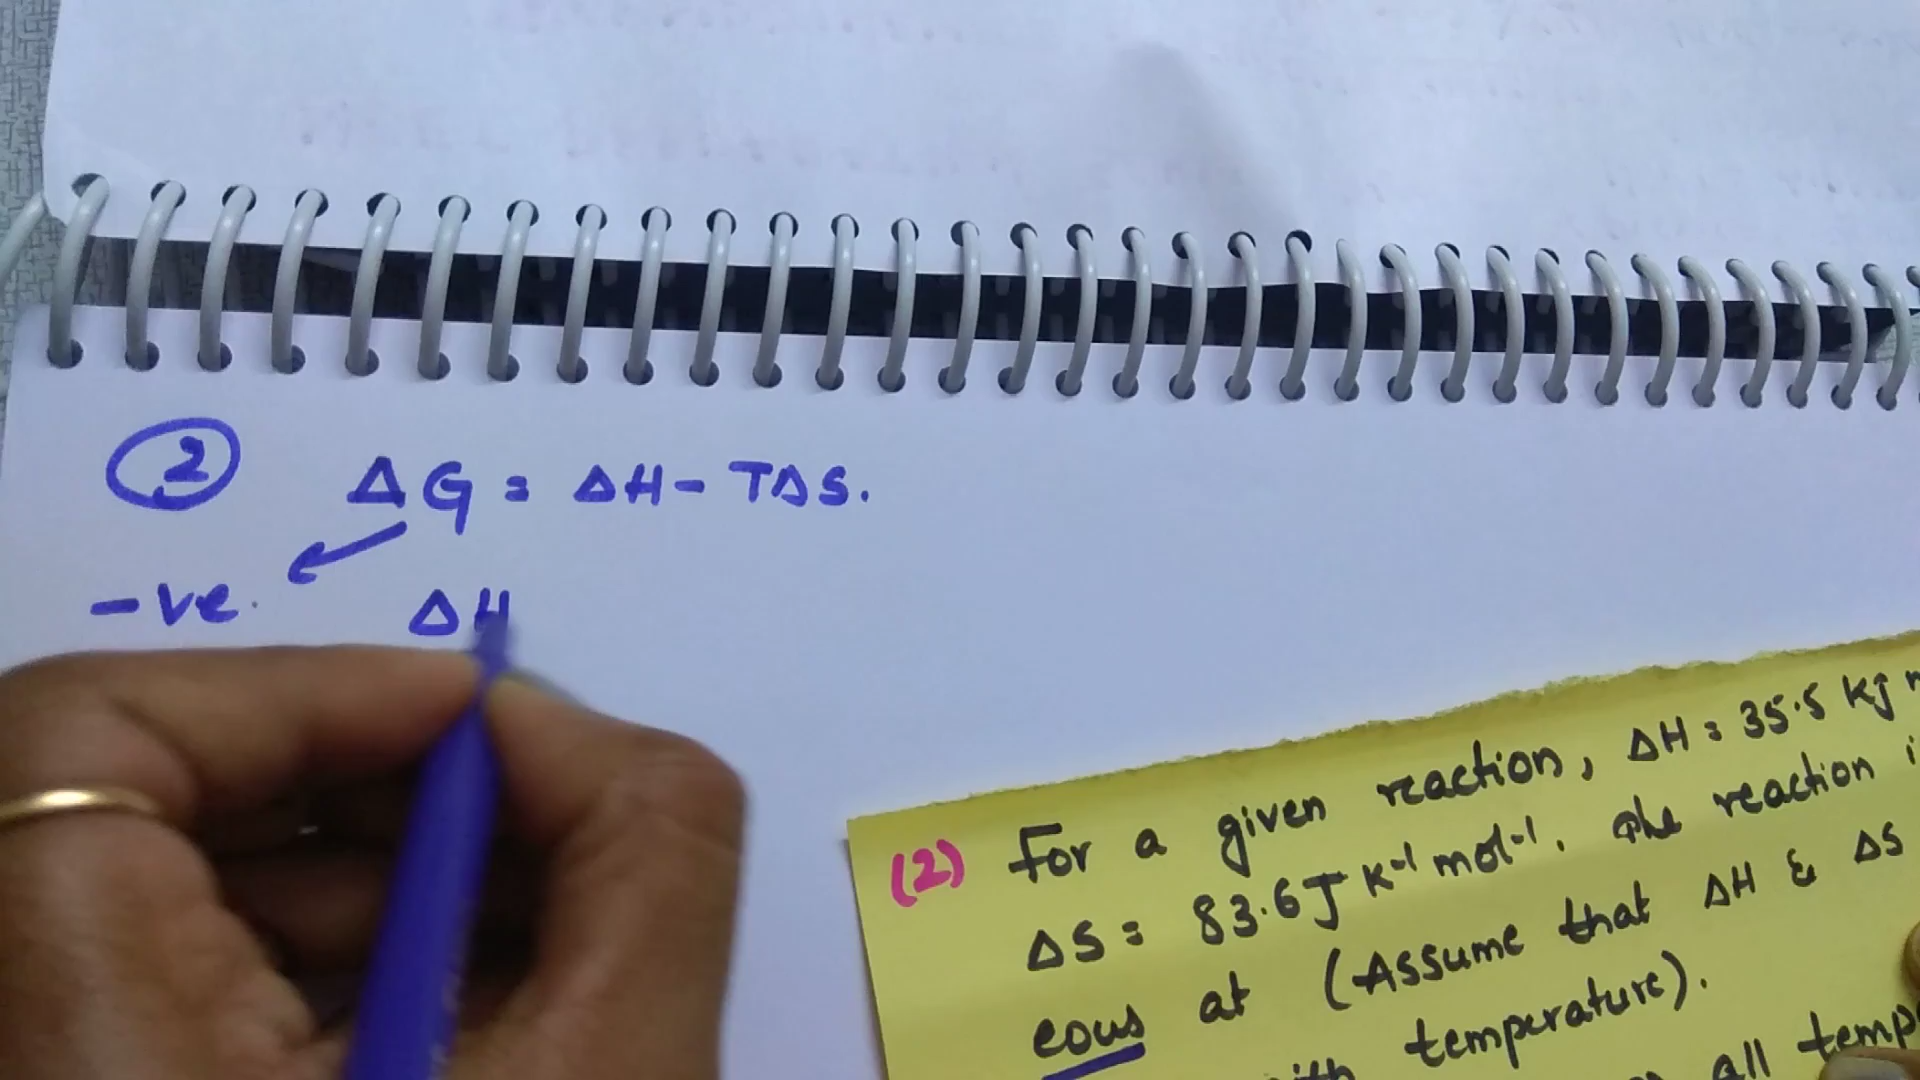 2 ΔG = ΔH - TΔS.
-ve. ΔH
(2) For a given reaction, ΔH = 35.5 KJ
ΔS = 83.6 J K⁻¹ mol⁻¹. The reaction
eous at (Assume that ΔH & ΔS
temperature).
all